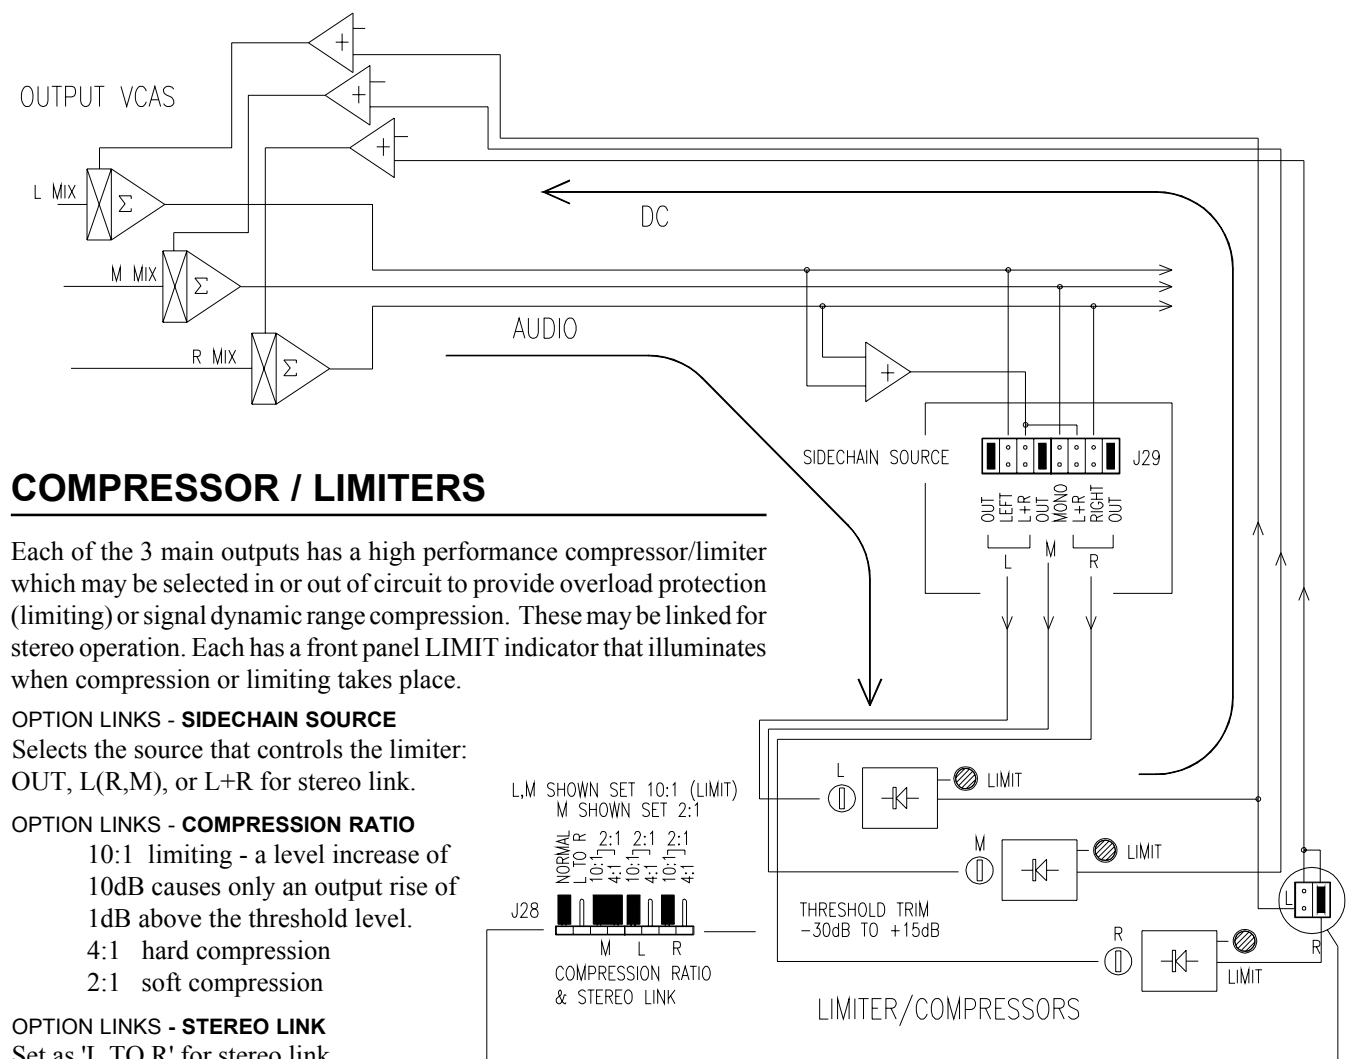 OUTPUT VCAS
L MIX
Σ
M MIX
Σ
R MIX
Σ
+
+
+
DC
AUDIO
+
SIDECHAIN SOURCE
J29
OUT
LEFT
L+R
OUT
MONO
L+R
RIGHT
OUT
L
M
R
COMPRESSOR / LIMITERS
Each of the 3 main outputs has a high performance compressor/limiter
which may be selected in or out of circuit to provide overload protection
(limiting) or signal dynamic range compression. These may be linked for
stereo operation. Each has a front panel LIMIT indicator that illuminates
when compression or limiting takes place.
OPTION LINKS - SIDECHAIN SOURCE
Selects the source that controls the limiter:
OUT, L(R,M), or L+R for stereo link.
OPTION LINKS - COMPRESSION RATIO
10:1 limiting - a level increase of
10dB causes only an output rise of
1dB above the threshold level.
4:1 hard compression
2:1 soft compression
OPTION LINKS - STEREO LINK
Set as 'L TO R' for stereo link
L,M SHOWN SET 10:1 (LIMIT)
M SHOWN SET 2:1
NORMAL
L TO R
2:1 2:1 2:1
10:1
4:1
10:1
4:1
10:1
4:1
J28
M L R
COMPRESSION RATIO
& STEREO LINK
L
LIMIT
M
LIMIT
THRESHOLD TRIM
-30dB TO +15dB
R
LIMIT
L
R
LIMITER/COMPRESSORS